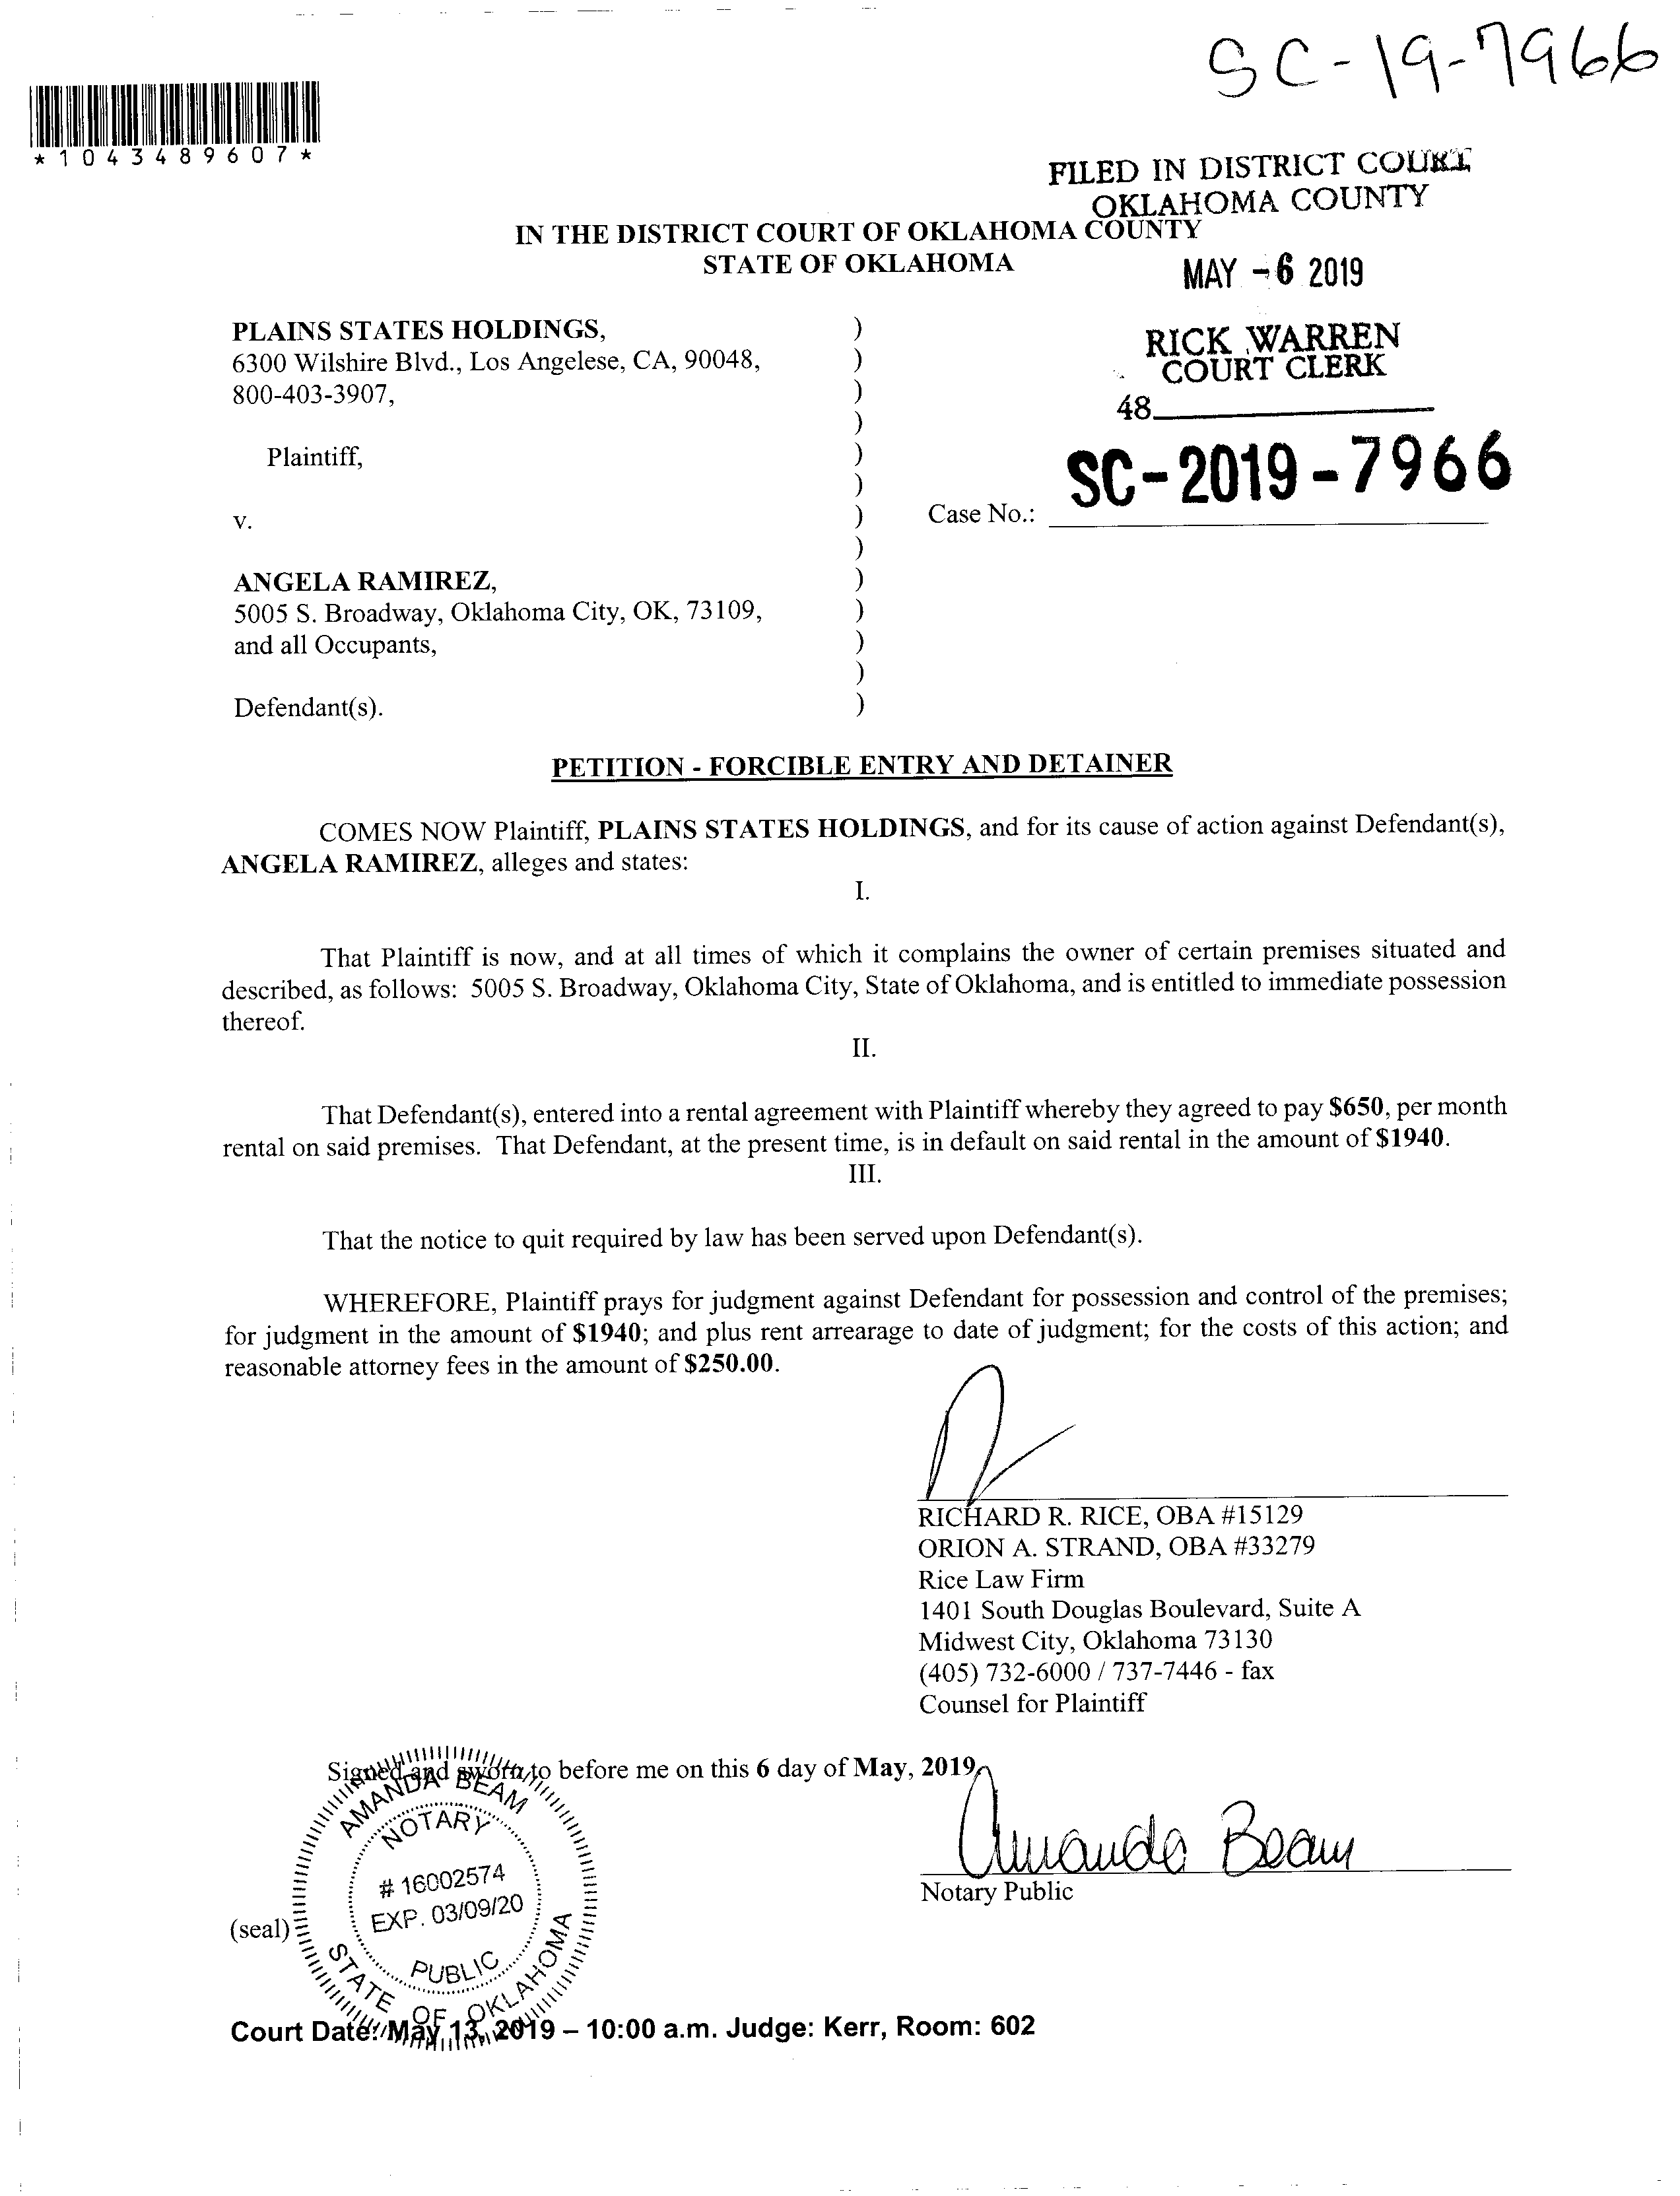 SC-19-7966
*1043489607*
FILED IN DISTRICT COURT
OKLAHOMA COUNTY
IN THE DISTRICT COURT OF OKLAHOMA COUNTY
STATE OF OKLAHOMA
MAY -6 2019
RICK WARREN
COURT CLERK
48
PLAINS STATES HOLDINGS, )
6300 Wilshire Blvd., Los Angelese, CA, 90048, )
800-403-3907, )
)
Plaintiff, )
)
SC-2019-7966
v. ) Case No.:
)
ANGELA RAMIREZ, )
5005 S. Broadway, Oklahoma City, OK, 73109, )
and all Occupants, )
)
Defendant(s). )
PETITION - FORCIBLE ENTRY AND DETAINER
COMES NOW Plaintiff, PLAINS STATES HOLDINGS, and for its cause of action against Defendant(s),
ANGELA RAMIREZ, alleges and states:
I.
That Plaintiff is now, and at all times of which it complains the owner of certain premises situated and
described, as follows: 5005 S. Broadway, Oklahoma City, State of Oklahoma, and is entitled to immediate possession
thereof.
II.
That Defendant(s), entered into a rental agreement with Plaintiff whereby they agreed to pay $650, per month
rental on said premises. That Defendant, at the present time, is in default on said rental in the amount of $1940.
III.
That the notice to quit required by law has been served upon Defendant(s).
WHEREFORE, Plaintiff prays for judgment against Defendant for possession and control of the premises;
for judgment in the amount of $1940; and plus rent arrearage to date of judgment; for the costs of this action; and
reasonable attorney fees in the amount of $250.00.
RICHARD R. RICE, OBA #15129
ORION A. STRAND, OBA #33279
Rice Law Firm
1401 South Douglas Boulevard, Suite A
Midwest City, Oklahoma 73130
(405) 732-6000 / 737-7446 - fax
Counsel for Plaintiff
Signed and sworn to before me on this 6 day of May, 2019.
Amanda Beam
Notary Public
(seal)
AMANDA BEAM
NOTARY
# 16002574
EXP. 03/09/20
PUBLIC
STATE OF OKLAHOMA
Court Date: May 13, 2019 – 10:00 a.m. Judge: Kerr, Room: 602